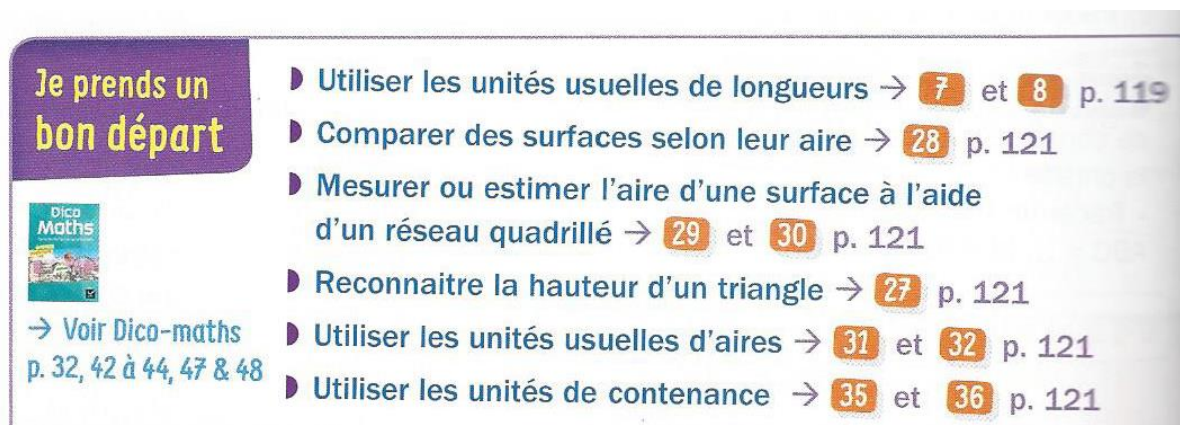 Je prends un
bon départ
Dico
Maths
→ Voir Dico-maths
p. 32, 42 à 44, 47 & 48
◗ Utiliser les unités usuelles de longueurs → 7 et 8 p. 119
◗ Comparer des surfaces selon leur aire → 28 p. 121
◗ Mesurer ou estimer l'aire d'une surface à l'aide
d'un réseau quadrillé → 29 et 30 p. 121
◗ Reconnaitre la hauteur d'un triangle → 27 p. 121
◗ Utiliser les unités usuelles d'aires → 31 et 32 p. 121
◗ Utiliser les unités de contenance → 35 et 36 p. 121